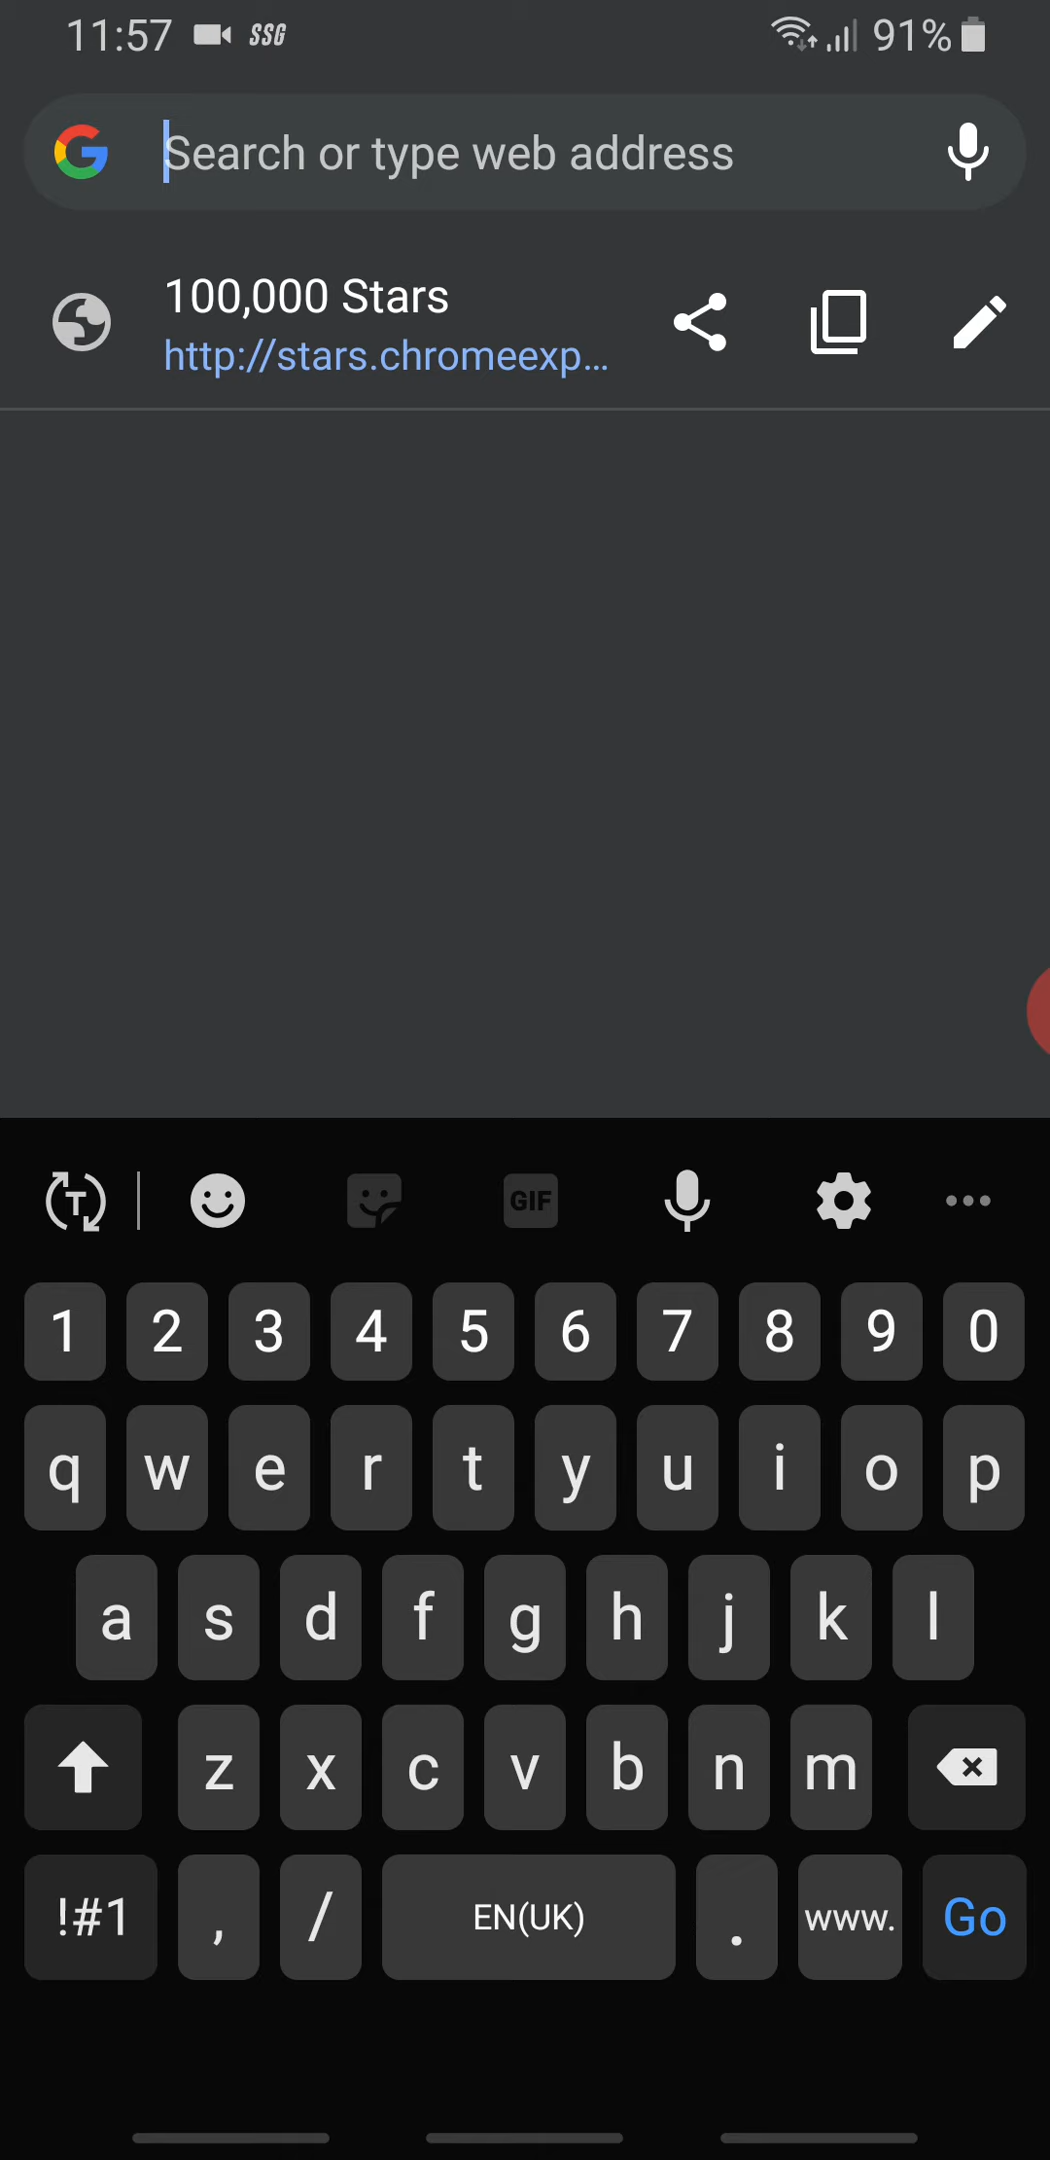 11:57 SSG 91%
Search or type web address
100,000 Stars
http://stars.chromeexp...
T GIF
1 2 3 4 5 6 7 8 9 0
q w e r t y u i o p
a s d f g h j k l
z x c v b n m
!#1 , / EN(UK) . www. Go